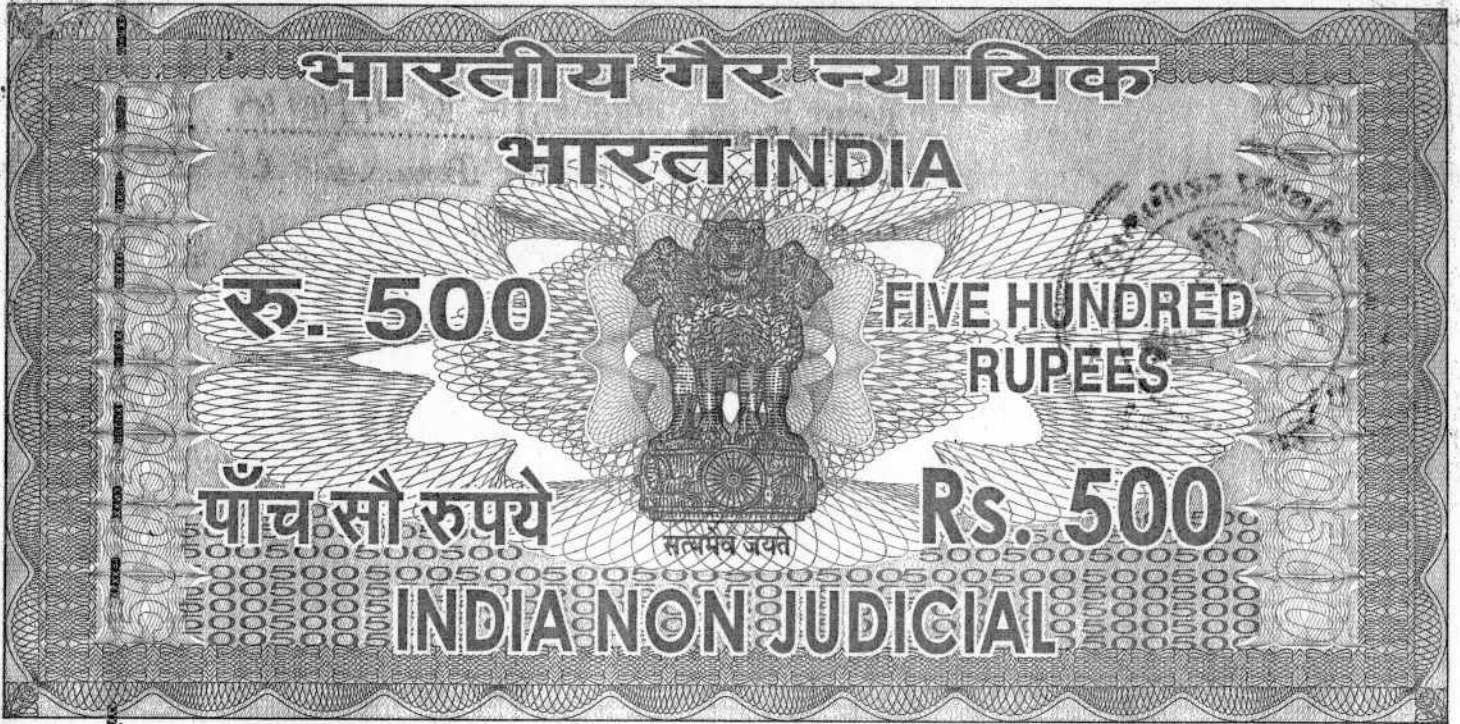 भारतीय गैर न्यायिक
भारत INDIA
रु. 500
FIVE HUNDRED
RUPEES
पाँच सौ रुपये
Rs. 500
सत्यमेव जयते
INDIA NON JUDICIAL